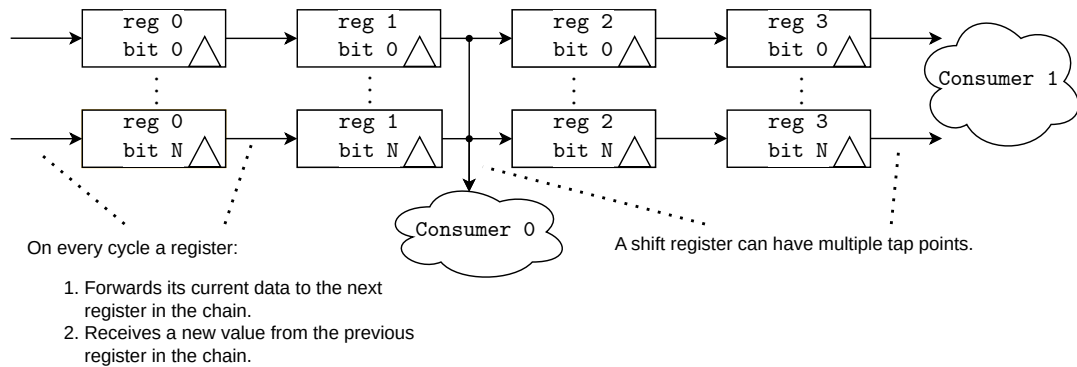 reg 0
bit 0
reg 1
bit 0
reg 2
bit 0
reg 3
bit 0
Consumer 1
reg 0
bit N
reg 1
bit N
reg 2
bit N
reg 3
bit N
Consumer 0
On every cycle a register:
1. Forwards its current data to the next
register in the chain.
2. Receives a new value from the previous
register in the chain.
A shift register can have multiple tap points.